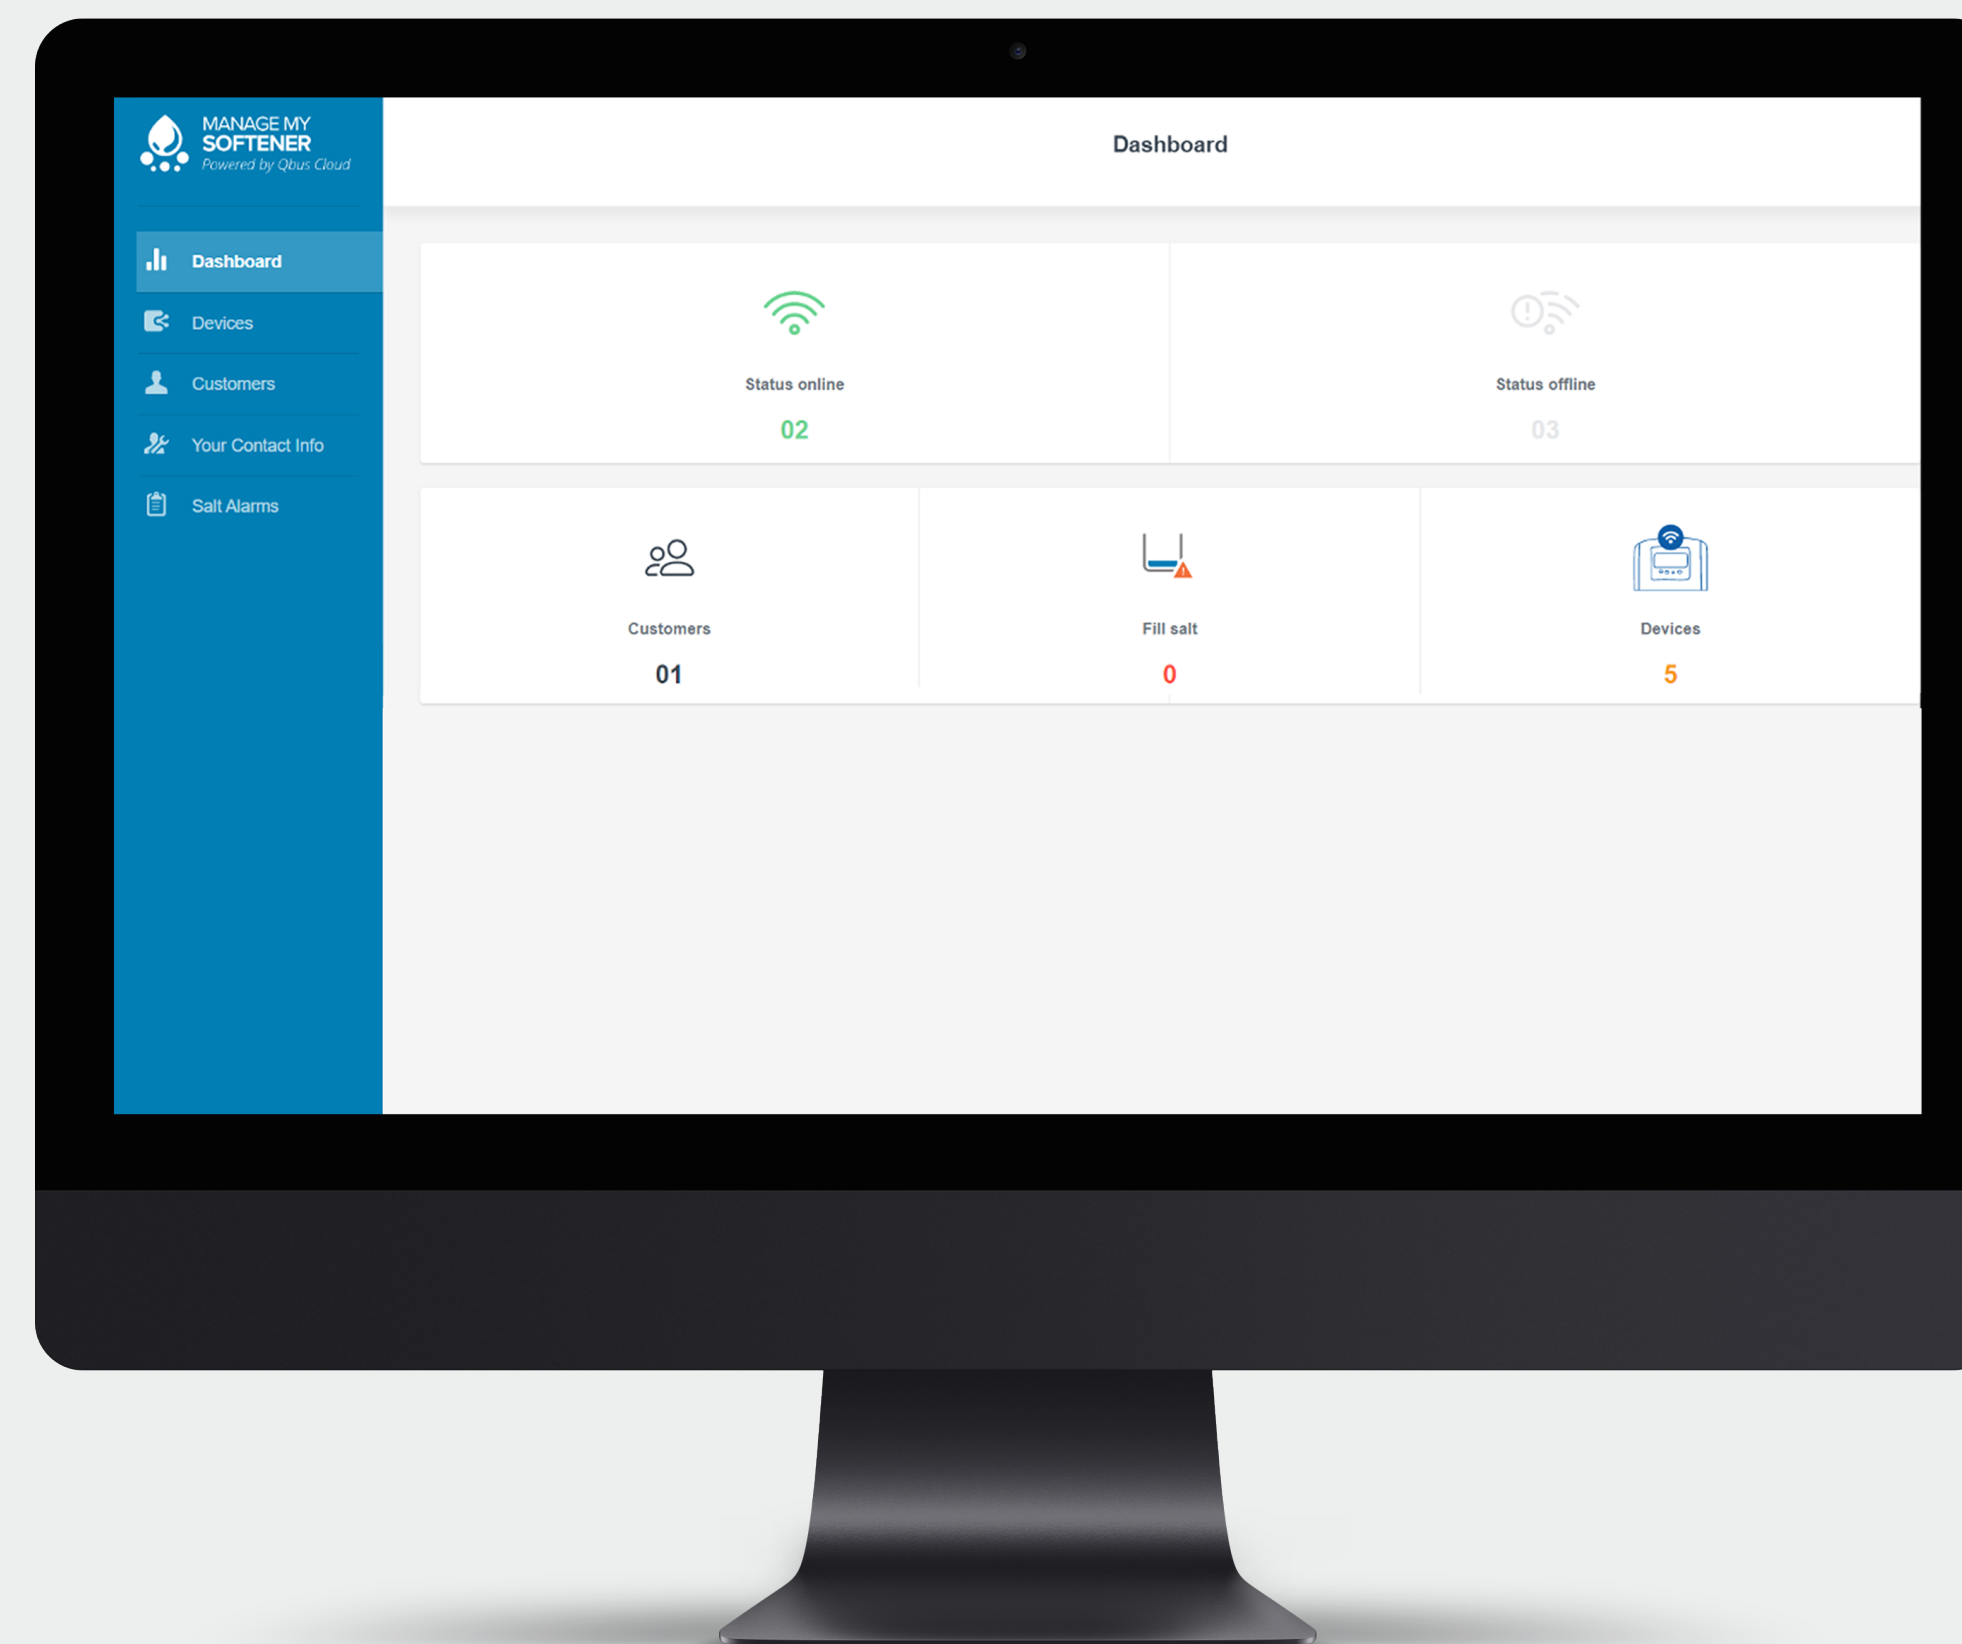 MANAGE MY
SOFTENER
Powered by Qbus Cloud
Dashboard
Dashboard
Devices
Customers
Your Contact Info
Salt Alarms
Status online
02
Status offline
03
Customers
01
Fill salt
0
Devices
5